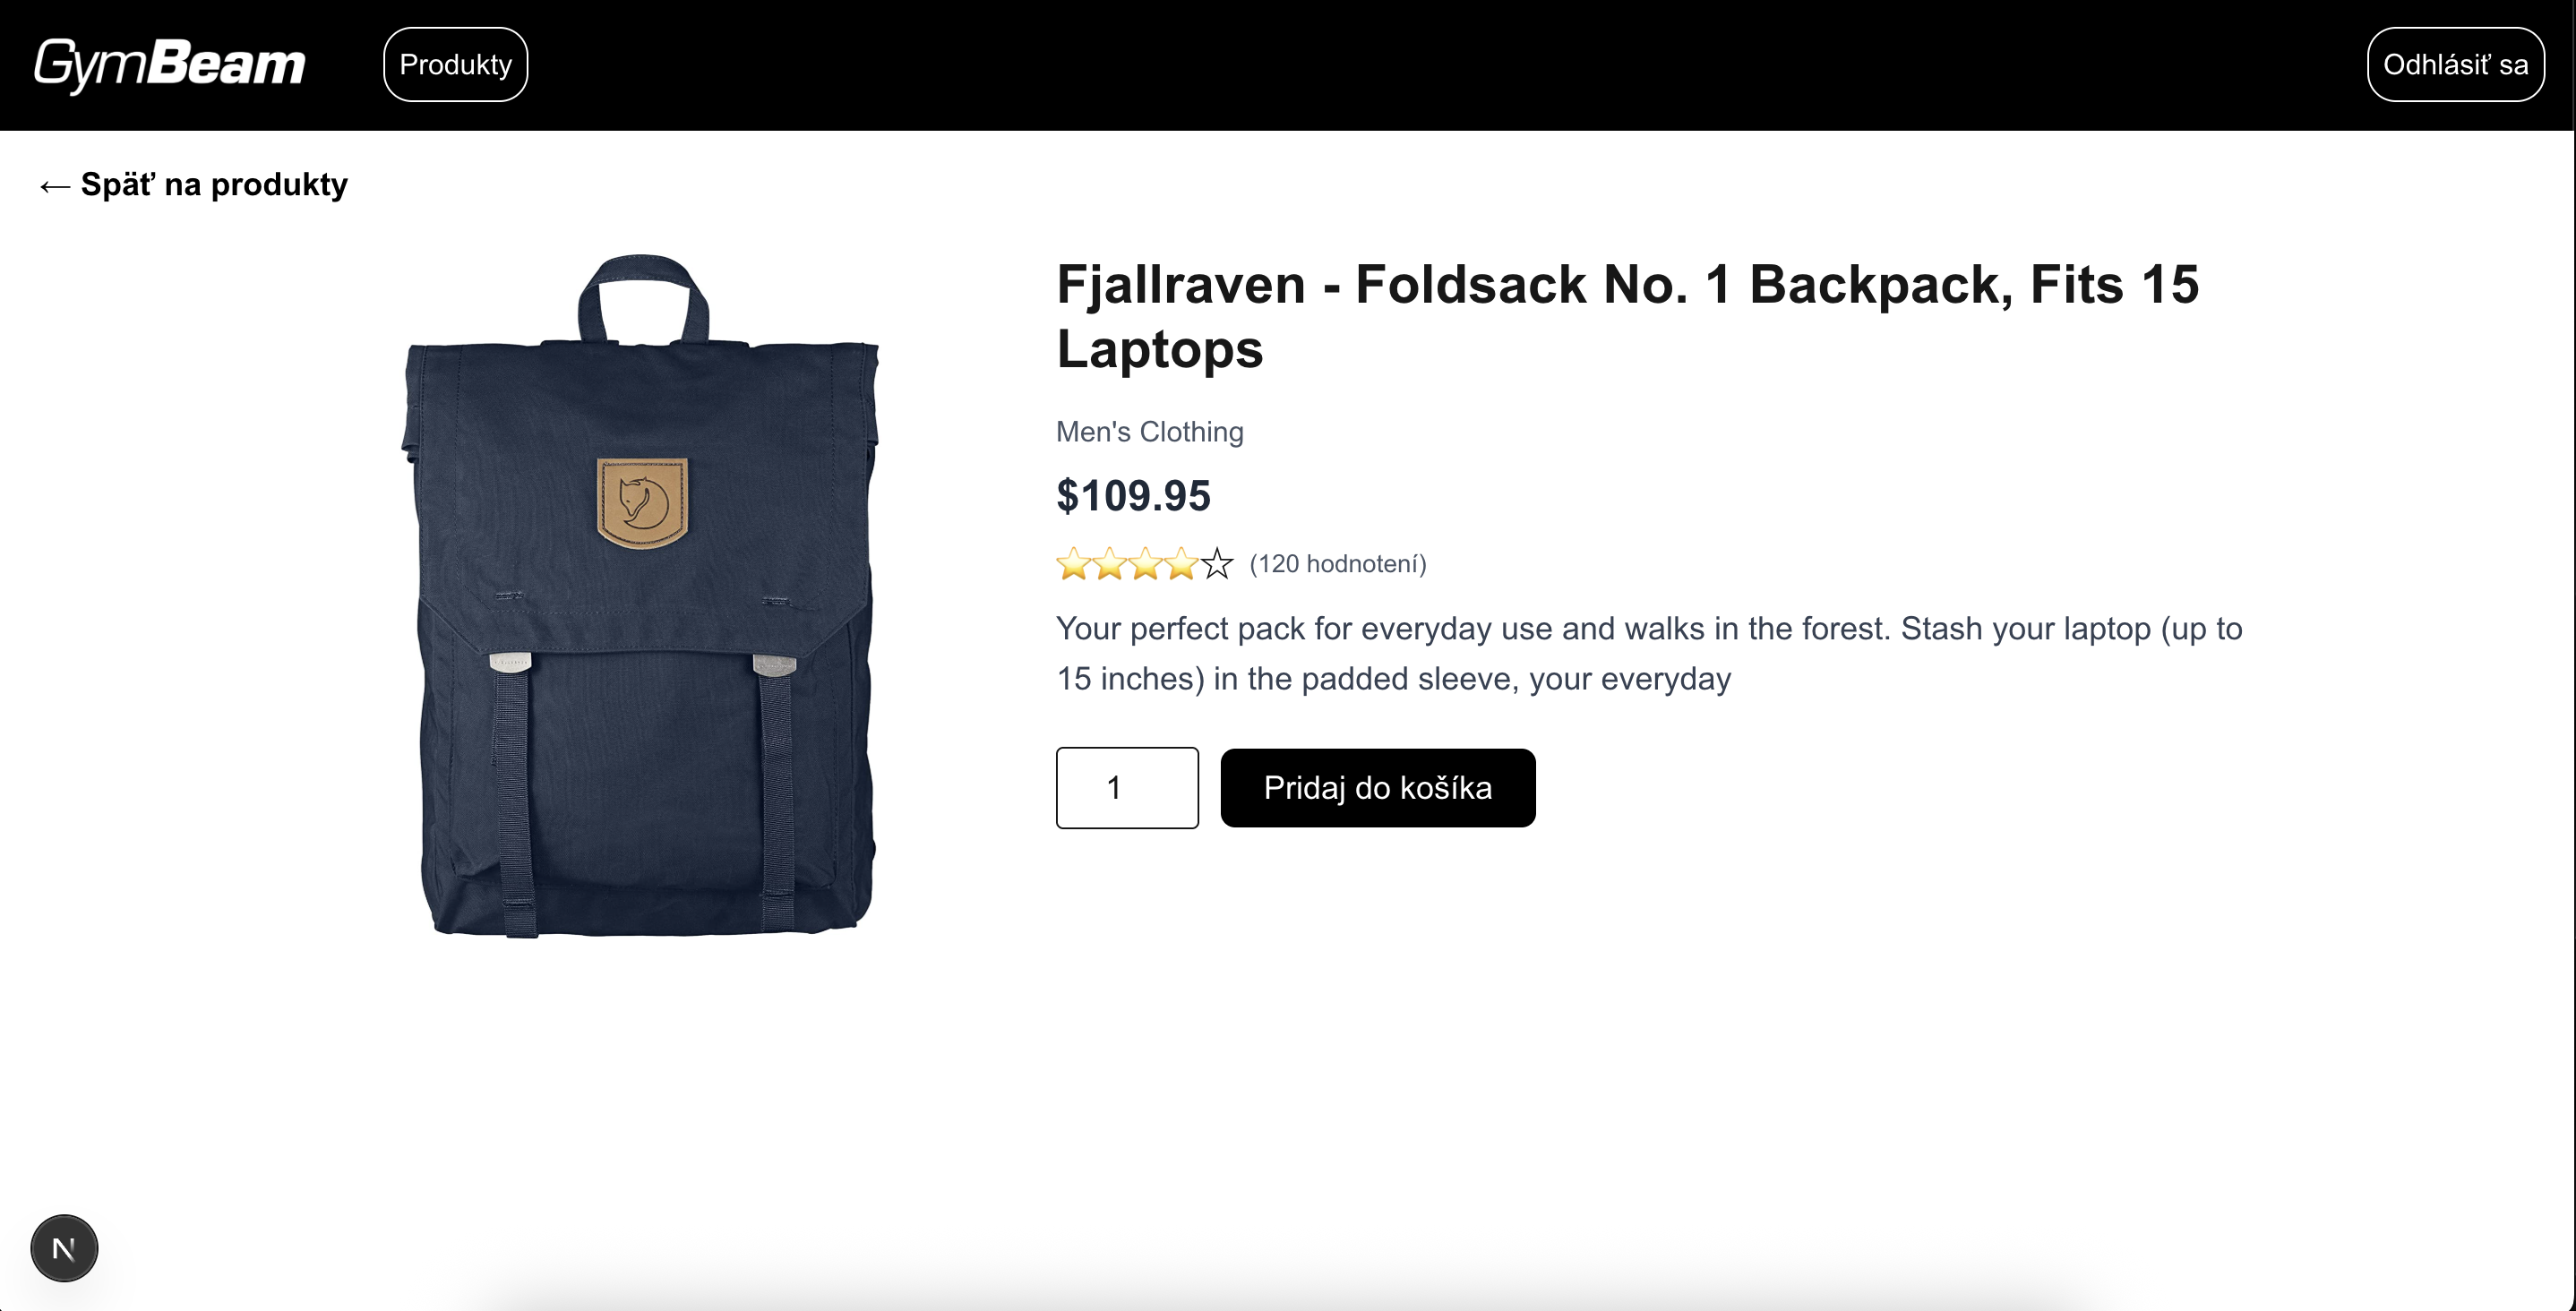 GymBeam
Produkty
Odhlásiť sa
← Späť na produkty
Fjallraven - Foldsack No. 1 Backpack, Fits 15
Laptops
Men's Clothing
$109.95
(120 hodnotení)
Your perfect pack for everyday use and walks in the forest. Stash your laptop (up to
15 inches) in the padded sleeve, your everyday
1
Pridaj do košíka
N